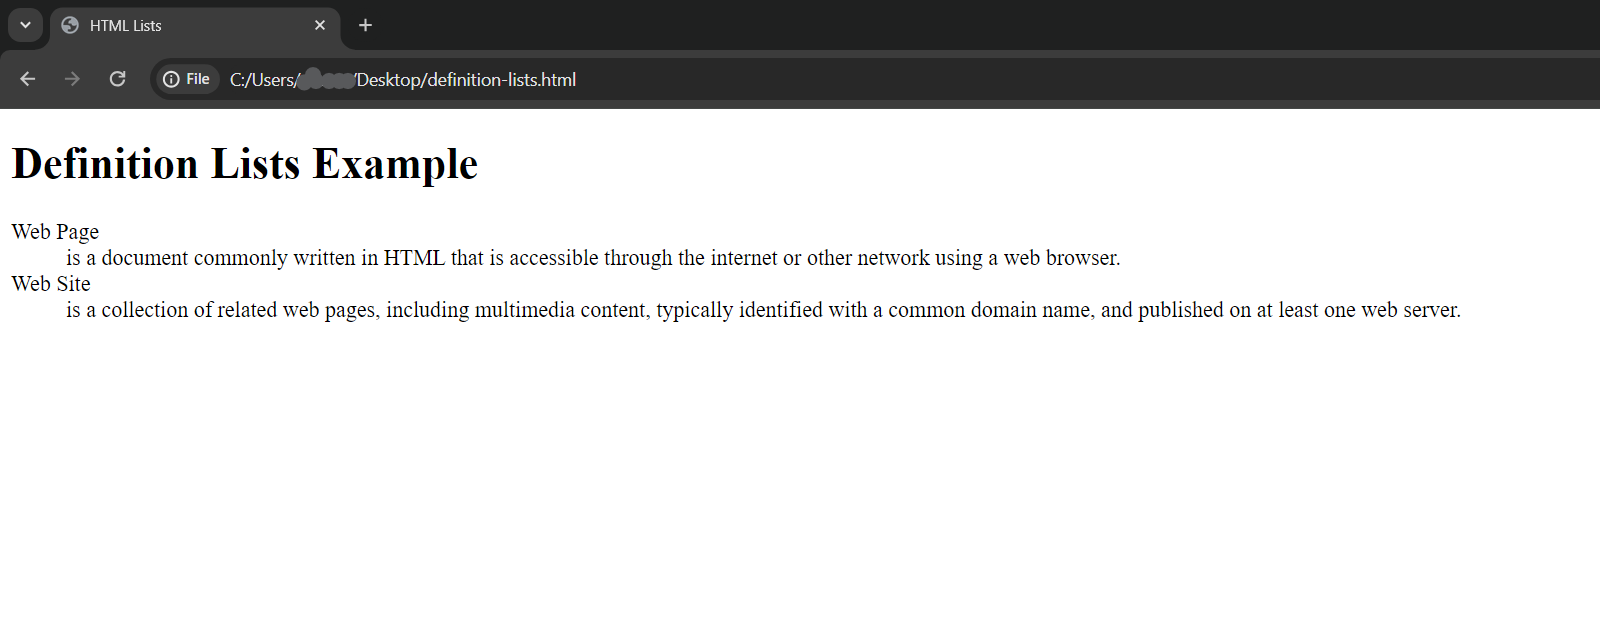 HTML Lists
File C:/Users/ /Desktop/definition-lists.html
Definition Lists Example
Web Page
is a document commonly written in HTML that is accessible through the internet or other network using a web browser.
Web Site
is a collection of related web pages, including multimedia content, typically identified with a common domain name, and published on at least one web server.